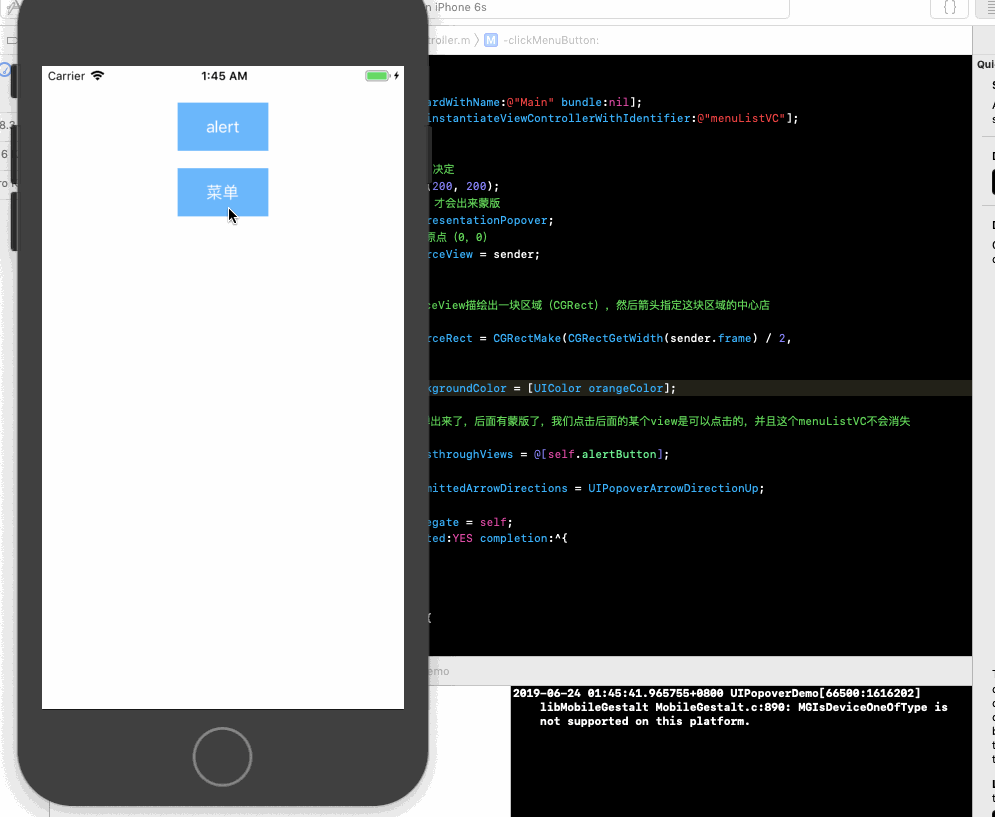 n iPhone 6s
{ }
troller.m 〉 M -clickMenuButton:
Carrier
1:45 AM
Qui
alert
ardWithName:@"Main" bundle:nil];
instantiateViewControllerWithIdentifier:@"menuListVC"];
8.3
6
决定
菜单
(200, 200);
才会出来蒙版
resentationPopover;
原点（0，0）
rceView = sender;
ceView描绘出一块区域（CGRect），然后箭头指定这块区域的中心店
rceRect = CGRectMake(CGRectGetWidth(sender.frame) / 2,
kgroundColor = [UIColor orangeColor];
出来了，后面有蒙版了，我们点击后面的某个view是可以点击的，并且这个menuListVC不会消失
sthroughViews = @[self.alertButton];
mittedArrowDirections = UIPopoverArrowDirectionUp;
egate = self;
ted:YES completion:^{
{
emo
2019-06-24 01:45:41.965755+0800 UIPopoverDemo[66500:1616202]
libMobileGestalt MobileGestalt.c:890: MGIsDeviceOneOfType is
not supported on this platform.